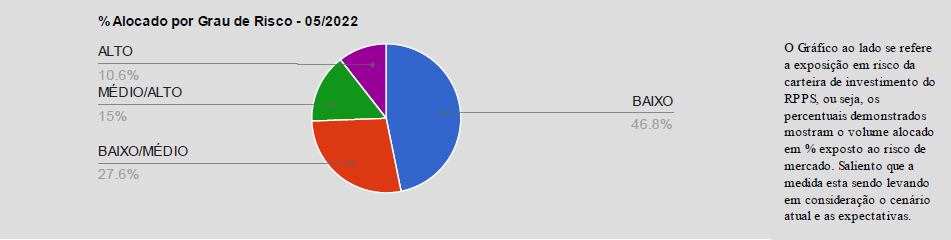 % Alocado por Grau de Risco - 05/2022
ALTO
10.6%
MÉDIO/ALTO
15%
BAIXO/MÉDIO
27.6%
BAIXO
46.8%
O Gráfico ao lado se refere
a exposição em risco da
carteira de investimento do
RPPS, ou seja, os
percentuais demonstrados
mostram o volume alocado
em % exposto ao risco de
mercado. Saliento que a
medida esta sendo levando
em consideração o cenário
atual e as expectativas.